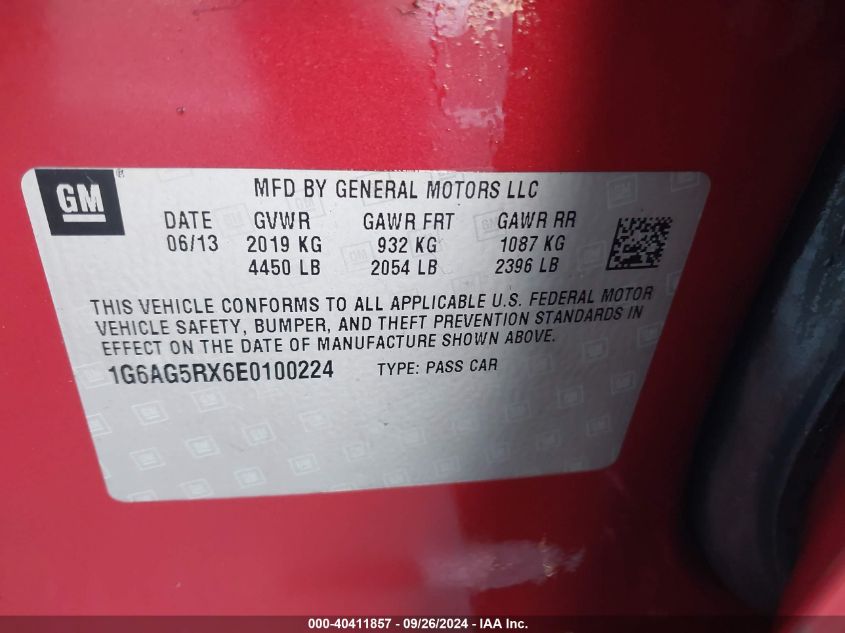 GM
MFD BY GENERAL MOTORS LLC
DATE GVWR GAWR FRT GAWR RR
06/13 2019 KG 932 KG 1087 KG
4450 LB 2054 LB 2396 LB
THIS VEHICLE CONFORMS TO ALL APPLICABLE U.S. FEDERAL MOTOR
VEHICLE SAFETY, BUMPER, AND THEFT PREVENTION STANDARDS IN
EFFECT ON THE DATE OF MANUFACTURE SHOWN ABOVE.
1G6AG5RX6E0100224 TYPE: PASS CAR
000-40411857 - 09/26/2024 - IAA Inc.